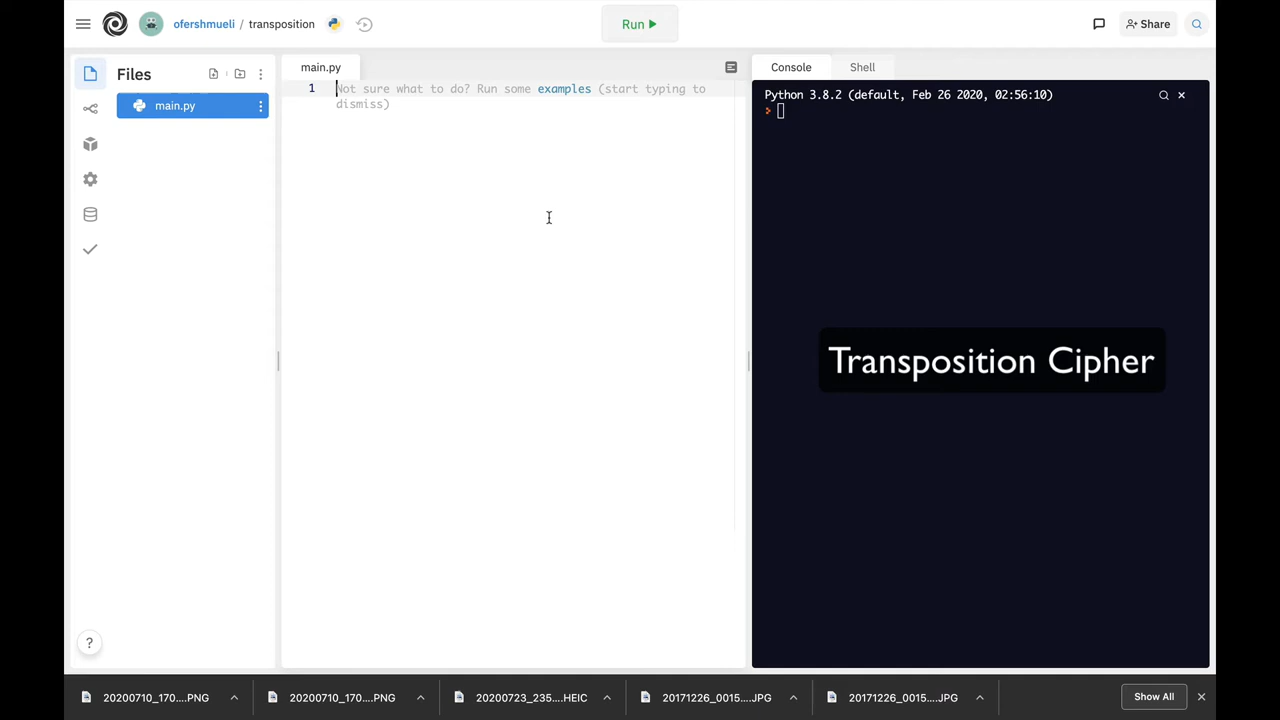 ofershmueli / transposition
Run
Share
Files
main.py
main.py
1
Not sure what to do? Run some examples (start typing to
dismiss)
Console
Shell
Python 3.8.2 (default, Feb 26 2020, 02:56:10)
>
Transposition Cipher
?
20200710_170....PNG
20200710_170....PNG
20200723_235....HEIC
20171226_0015....JPG
20171226_0015....JPG
Show All